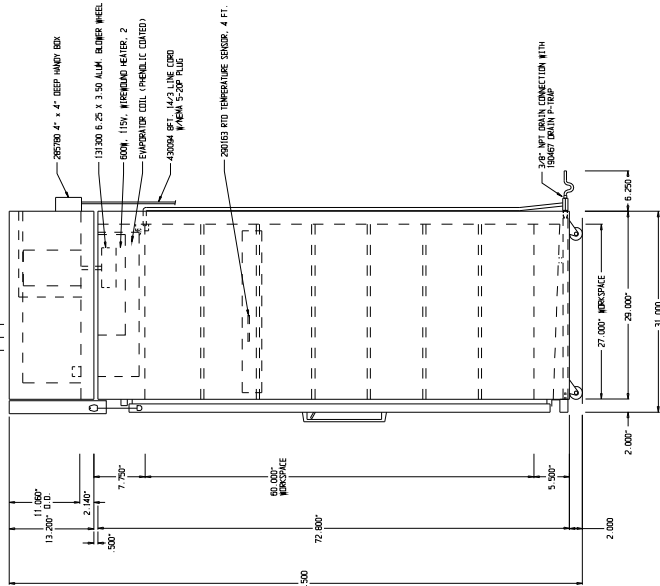 285780 4" x 4" DEEP HANDY BOX
131300 6.25 X 3.50 ALUM. BLOWER WHEEL
600W, 115V, WIREWOUND HEATER, 2
EVAPORATOR COIL (PHENOLIC COATED)
430094 8FT. 14/3 LINE CORD
W/NEMA 5-20P PLUG
290163 RTD TEMPERATURE SENSOR, 4 FT.
3/8" NPT DRAIN CONNECTION WITH
190467 DRAIN P-TRAP
6.250
27.000" WORKSPACE
29.000"
31.000
2.000"
11.060"
O.D.
13.200"
2.140"
.500"
7.750"
60.000"
WORKSPACE
5.500"
72.800"
2.000
.500